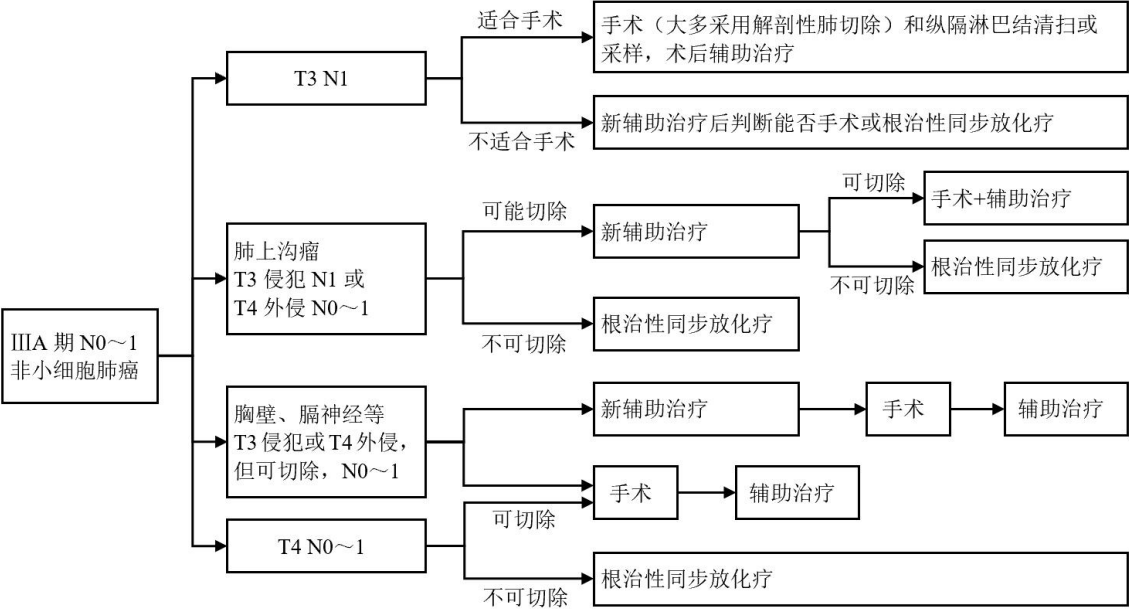 ⅢA 期 N0～1
非小细胞肺癌
T3 N1
适合手术
手术（大多采用解剖性肺切除）和纵隔淋巴结清扫或
采样，术后辅助治疗
不适合手术
新辅助治疗后判断能否手术或根治性同步放化疗
肺上沟瘤
T3 侵犯 N1 或
T4 外侵 N0～1
可能切除
新辅助治疗
可切除
手术+辅助治疗
不可切除
根治性同步放化疗
不可切除
根治性同步放化疗
胸壁、膈神经等
T3 侵犯或 T4 外侵，
但可切除，N0～1
新辅助治疗
手术
辅助治疗
手术
辅助治疗
T4 N0～1
可切除
不可切除
根治性同步放化疗